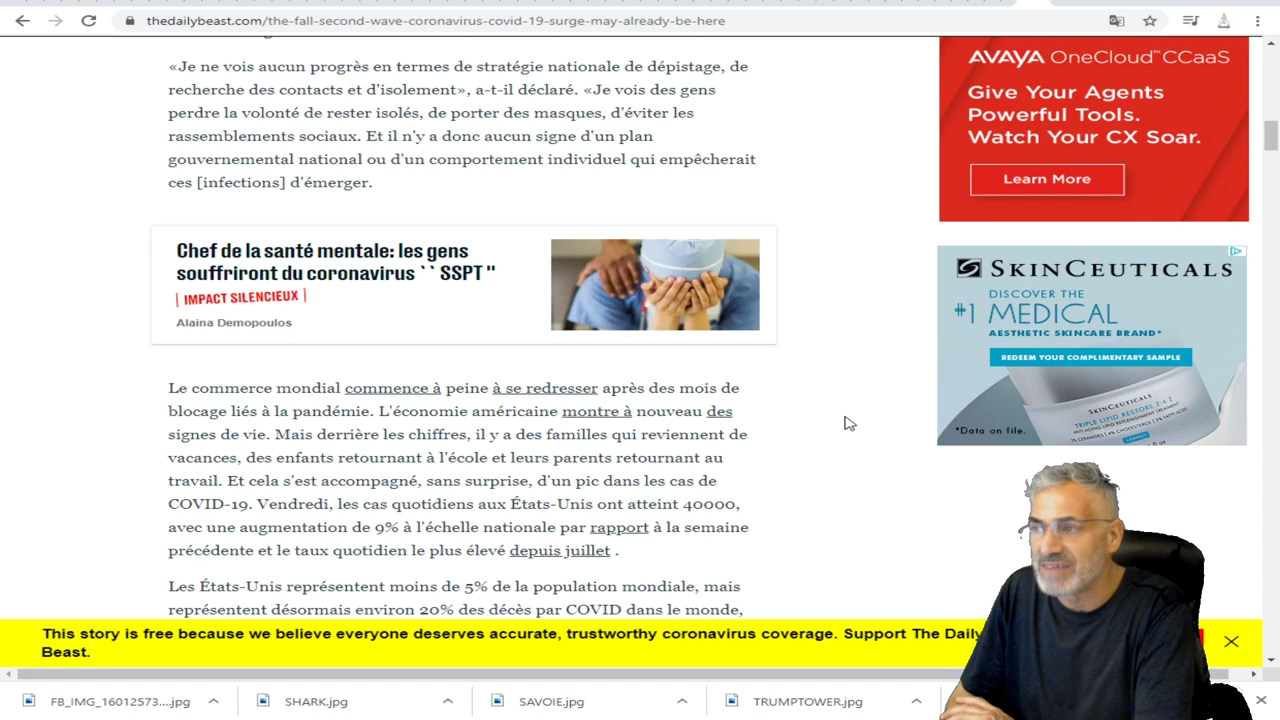 thedailybeast.com/the-fall-second-wave-coronavirus-covid-19-surge-may-already-be-here
«Je ne vois aucun progrès en termes de stratégie nationale de dépistage, de
recherche des contacts et d'isolement», a-t-il déclaré. «Je vois des gens
perdre la volonté de rester isolés, de porter des masques, d'éviter les
rassemblements sociaux. Et il n'y a donc aucun signe d'un plan
gouvernemental national ou d'un comportement individuel qui empêcherait
ces [infections] d'émerger.
Chef de la santé mentale: les gens
souffriront du coronavirus `` SSPT ''
IMPACT SILENCIEUX
Alaina Demopoulos
Le commerce mondial commence à peine à se redresser après des mois de
blocage liés à la pandémie. L'économie américaine montre à nouveau des
signes de vie. Mais derrière les chiffres, il y a des familles qui reviennent de
vacances, des enfants retournant à l'école et leurs parents retournant au
travail. Et cela s'est accompagné, sans surprise, d'un pic dans les cas de
COVID-19. Vendredi, les cas quotidiens aux États-Unis ont atteint 40000,
avec une augmentation de 9% à l'échelle nationale par rapport à la semaine
précédente et le taux quotidien le plus élevé depuis juillet .
Les États-Unis représentent moins de 5% de la population mondiale, mais
représentent désormais environ 20% des décès par COVID dans le monde,
AVAYA OneCloud™ CCaaS
Give Your Agents
Powerful Tools.
Watch Your CX Soar.
Learn More
SKINCEUTICALS
DISCOVER THE
#1 MEDICAL
AESTHETIC SKINCARE BRAND*
REDEEM YOUR COMPLIMENTARY SAMPLE
SKINCEUTICALS
TRIPLE LIPID RESTORE 2:4:2
*Data on file.
This story is free because we believe everyone deserves accurate, trustworthy coronavirus coverage. Support The Daily
Beast.
FB_IMG_16012573....jpg
SHARK.jpg
SAVOIE.jpg
TRUMPTOWER.jpg